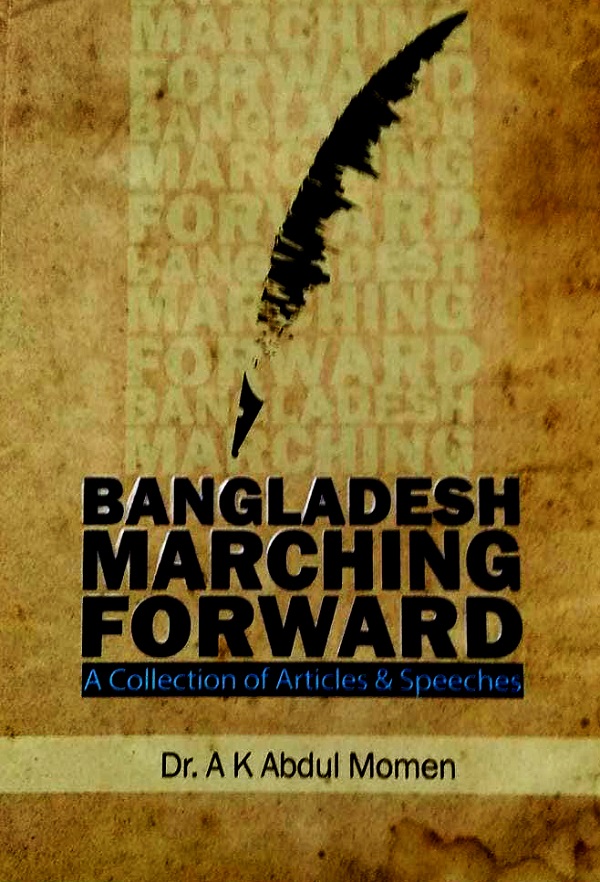 MARCHING
FORWARD
BANGLADESH
MARCHING
FORWARD
BANGLADESH
MARCHING
FORWARD
BANGLADESH
MARCHING
BANGLADESH
MARCHING
FORWARD
A Collection of Articles & Speeches
Dr. A K Abdul Momen